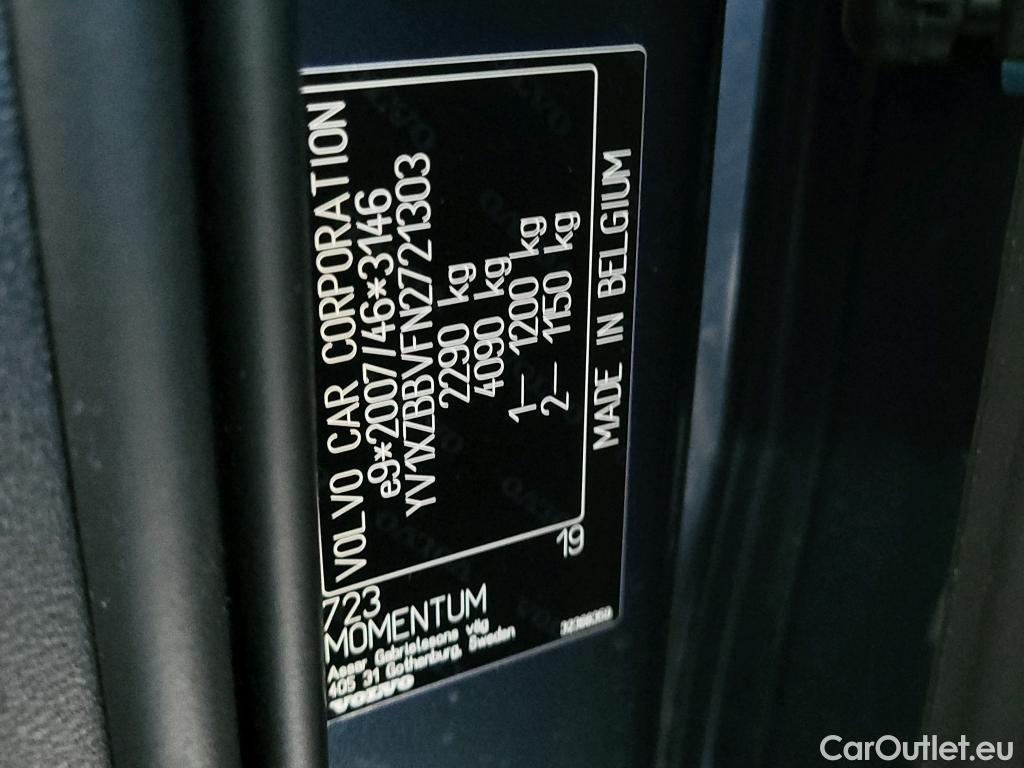 VOLVO CAR CORPORATION
e9*2007/46*3146
YV1XZBBVFN2721303
2290 kg
4090 kg
1– 1200 kg
2– 1150 kg
MADE IN BELGIUM
723
MOMENTUM
Assar Gabrielssons väg
405 31 Gothenburg, Sweden
VOLVO
19
CarOutlet.eu